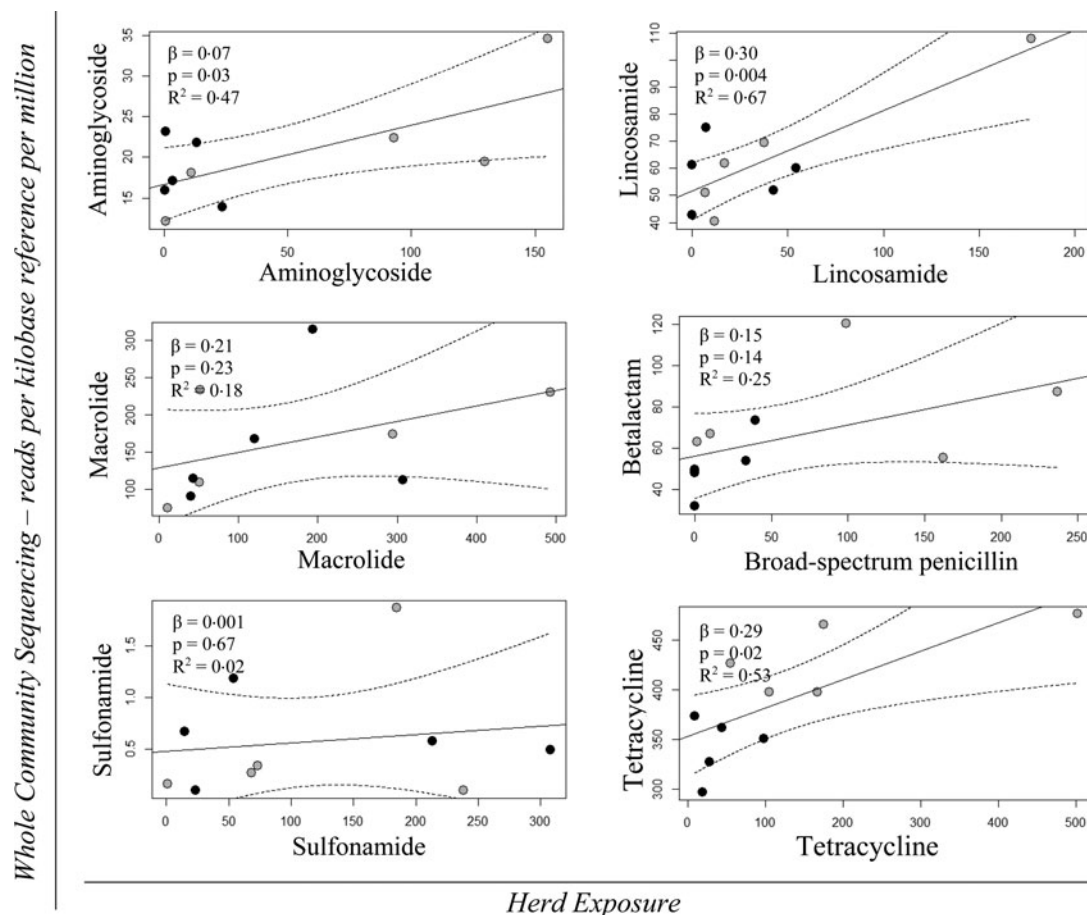 Whole Community Sequencing – reads per kilobase reference per million
β = 0·07
p = 0·03
R² = 0·47
Aminoglycoside
15 20 25 30 35
0 50 100 150
Aminoglycoside
β = 0·30
p = 0·004
R² = 0·67
Lincosamide
40 50 60 70 80 90 110
0 50 100 150 200
Lincosamide
β = 0·21
p = 0·23
R² = 0·18
Macrolide
100 150 200 250 300
0 100 200 300 400 500
Macrolide
β = 0·15
p = 0·14
R² = 0·25
Betalactam
40 60 80 100 120
0 50 100 150 200 250
Broad-spectrum penicillin
β = 0·001
p = 0·67
R² = 0·02
Sulfonamide
0.5 1.0 1.5
0 50 100 150 200 250 300
Sulfonamide
β = 0·29
p = 0·02
R² = 0·53
Tetracycline
300 350 400 450
0 100 200 300 400 500
Tetracycline
Herd Exposure